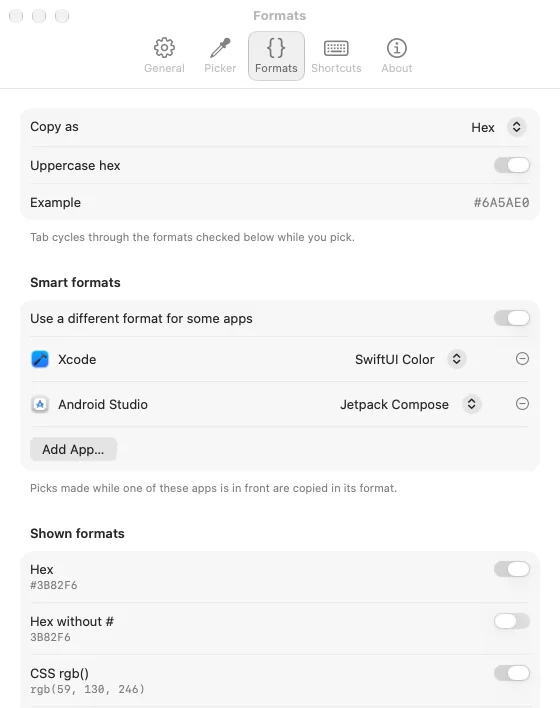 Formats
General Picker Formats Shortcuts About
Copy as Hex
Uppercase hex
Example #6A5AE0
Tab cycles through the formats checked below while you pick.
Smart formats
Use a different format for some apps
Xcode SwiftUI Color
Android Studio Jetpack Compose
Add App...
Picks made while one of these apps is in front are copied in its format.
Shown formats
Hex
#3B82F6
Hex without #
3B82F6
CSS rgb()
rgb(59, 130, 246)